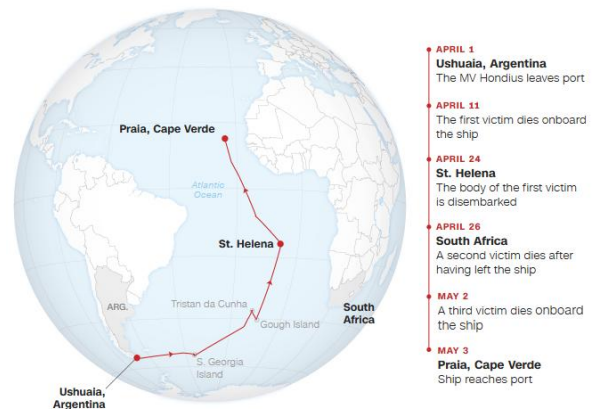 Praia, Cape Verde
Atlantic
Ocean
St. Helena
ARG.
Tristan da Cunha
Gough Island
South
Africa
S. Georgia
Island
Ushuaia,
Argentina
APRIL 1
Ushuaia, Argentina
The MV Hondius leaves port
APRIL 11
The first victim dies onboard
the ship
APRIL 24
St. Helena
The body of the first victim
is disembarked
APRIL 26
South Africa
A second victim dies after
having left the ship
MAY 2
A third victim dies onboard
the ship
MAY 3
Praia, Cape Verde
Ship reaches port